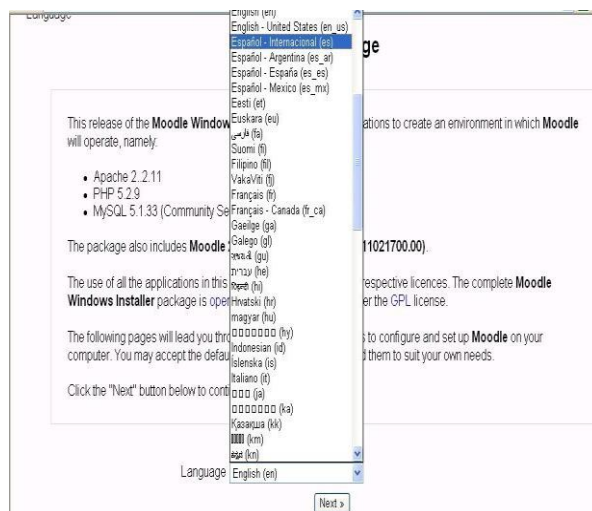 Language
English (en)
English - United States (en_us)
Español - Internacional (es)
Español - Argentina (es_ar)
Español - España (es_es)
Español - Mexico (es_mx)
Eesti (et)
Euskara (eu)
فارسی (fa)
Suomi (fi)
Filipino (fil)
VakaViti (fj)
Français (fr)
Français - Canada (fr_ca)
Gaeilge (ga)
Galego (gl)
(gu)
עברית (he)
(hi)
Hrvatski (hr)
magyar (hu)
(hy)
Indonesian (id)
Íslenska (is)
Italiano (it)
(ja)
(ka)
Қазақша (kk)
(km)
(kn)
ge
This release of the Moodle Window ations to create an environment in which Moodle
will operate, namely:
• Apache 2..2.11
• PHP 5.2.9
• MySQL 5.1.33 (Community Se
The package also includes Moodle 11021700.00).
The use of all the applications in this respective licences. The complete Moodle
Windows Installer package is oper er the GPL license.
The following pages will lead you thro s to configure and set up Moodle on your
computer. You may accept the defau d them to suit your own needs.
Click the "Next" button below to conti
Language English (en)
Next »